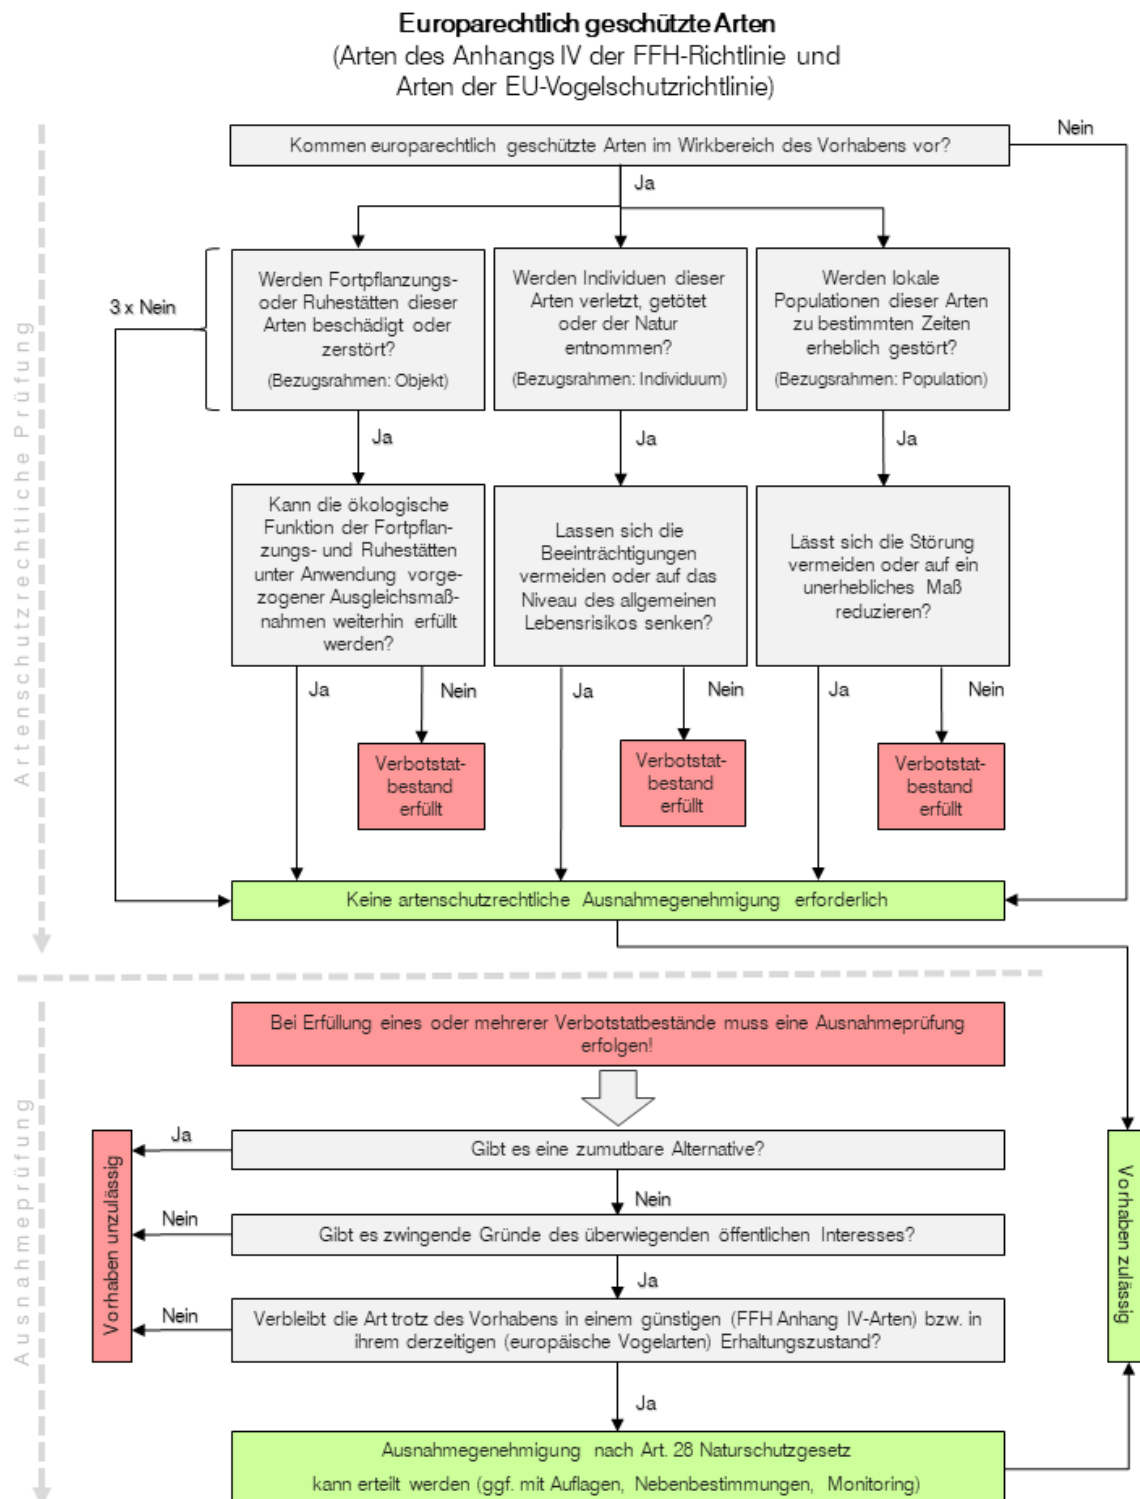 Europarechtlich geschützte Arten
(Arten des Anhangs IV der FFH-Richtlinie und
Arten der EU-Vogelschutzrichtlinie)
Kommen europarechtlich geschützte Arten im Wirkbereich des Vorhabens vor?
Nein
Ja
Artenschutzrechtliche Prüfung
3 x Nein
Werden Fortpflanzungs-
oder Ruhestätten dieser
Arten beschädigt oder
zerstört?
(Bezugsrahmen: Objekt)
Werden Individuen dieser
Arten verletzt, getötet
oder der Natur
entnommen?
(Bezugsrahmen: Individuum)
Werden lokale
Populationen dieser Arten
zu bestimmten Zeiten
erheblich gestört?
(Bezugsrahmen: Population)
Ja
Ja
Ja
Kann die ökologische
Funktion der Fortpflan-
zungs- und Ruhestätten
unter Anwendung vorge-
zogener Ausgleichsmaß-
nahmen weiterhin erfüllt
werden?
Lassen sich die
Beeinträchtigungen
vermeiden oder auf das
Niveau des allgemeinen
Lebensrisikos senken?
Lässt sich die Störung
vermeiden oder auf ein
unerhebliches Maß
reduzieren?
Ja
Nein
Ja
Nein
Ja
Nein
Verbotstat-
bestand
erfüllt
Verbotstat-
bestand
erfüllt
Verbotstat-
bestand
erfüllt
Keine artenschutzrechtliche Ausnahmegenehmigung erforderlich
Ausnahmeprüfung
Bei Erfüllung eines oder mehrerer Verbotstatbestände muss eine Ausnahmeprüfung
erfolgen!
Ja
Gibt es eine zumutbare Alternative?
Nein
Nein
Gibt es zwingende Gründe des überwiegenden öffentlichen Interesses?
Ja
Nein
Verbleibt die Art trotz des Vorhabens in einem günstigen (FFH Anhang IV-Arten) bzw. in
ihrem derzeitigen (europäische Vogelarten) Erhaltungszustand?
Vorhaben unzulässig
Vorhaben zulässig
Ja
Ausnahmegenehmigung nach Art. 28 Naturschutzgesetz
kann erteilt werden (ggf. mit Auflagen, Nebenbestimmungen, Monitoring)